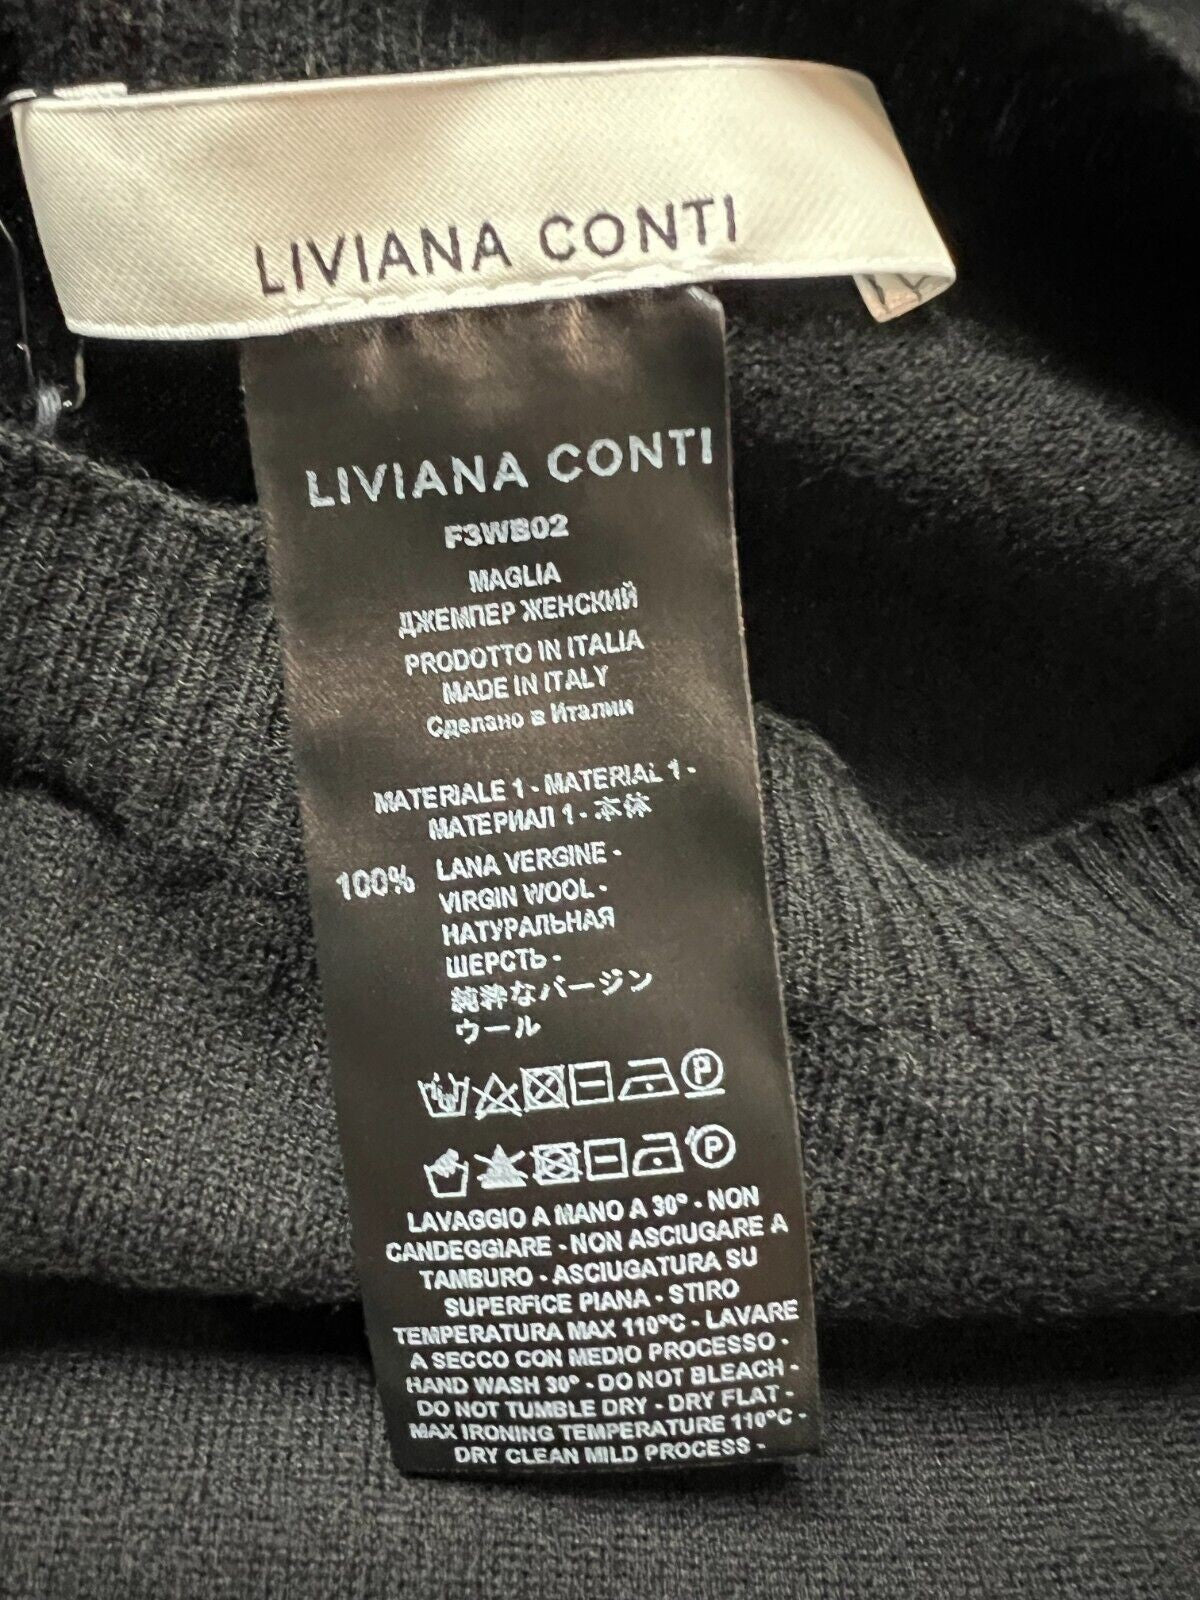 LIVIANA CONTI
LIVIANA CONTI
F3WB02
MAGLIA
ДЖЕМПЕР ЖЕНСКИЙ
PRODOTTO IN ITALIA
MADE IN ITALY
Сделано в Италии
MATERIALE 1 - MATERIAL 1 -
МАТЕРИАЛ 1 - 本体
100% LANA VERGINE -
VIRGIN WOOL -
НАТУРАЛЬНАЯ
ШЕРСТЬ -
純粋なバージン
ウール
P
P
LAVAGGIO A MANO A 30° - NON
CANDEGGIARE - NON ASCIUGARE A
TAMBURO - ASCIUGATURA SU
SUPERFICE PIANA - STIRO
TEMPERATURA MAX 110°C - LAVARE
A SECCO CON MEDIO PROCESSO -
HAND WASH 30° - DO NOT BLEACH -
DO NOT TUMBLE DRY - DRY FLAT -
MAX IRONING TEMPERATURE 110°C -
DRY CLEAN MILD PROCESS -